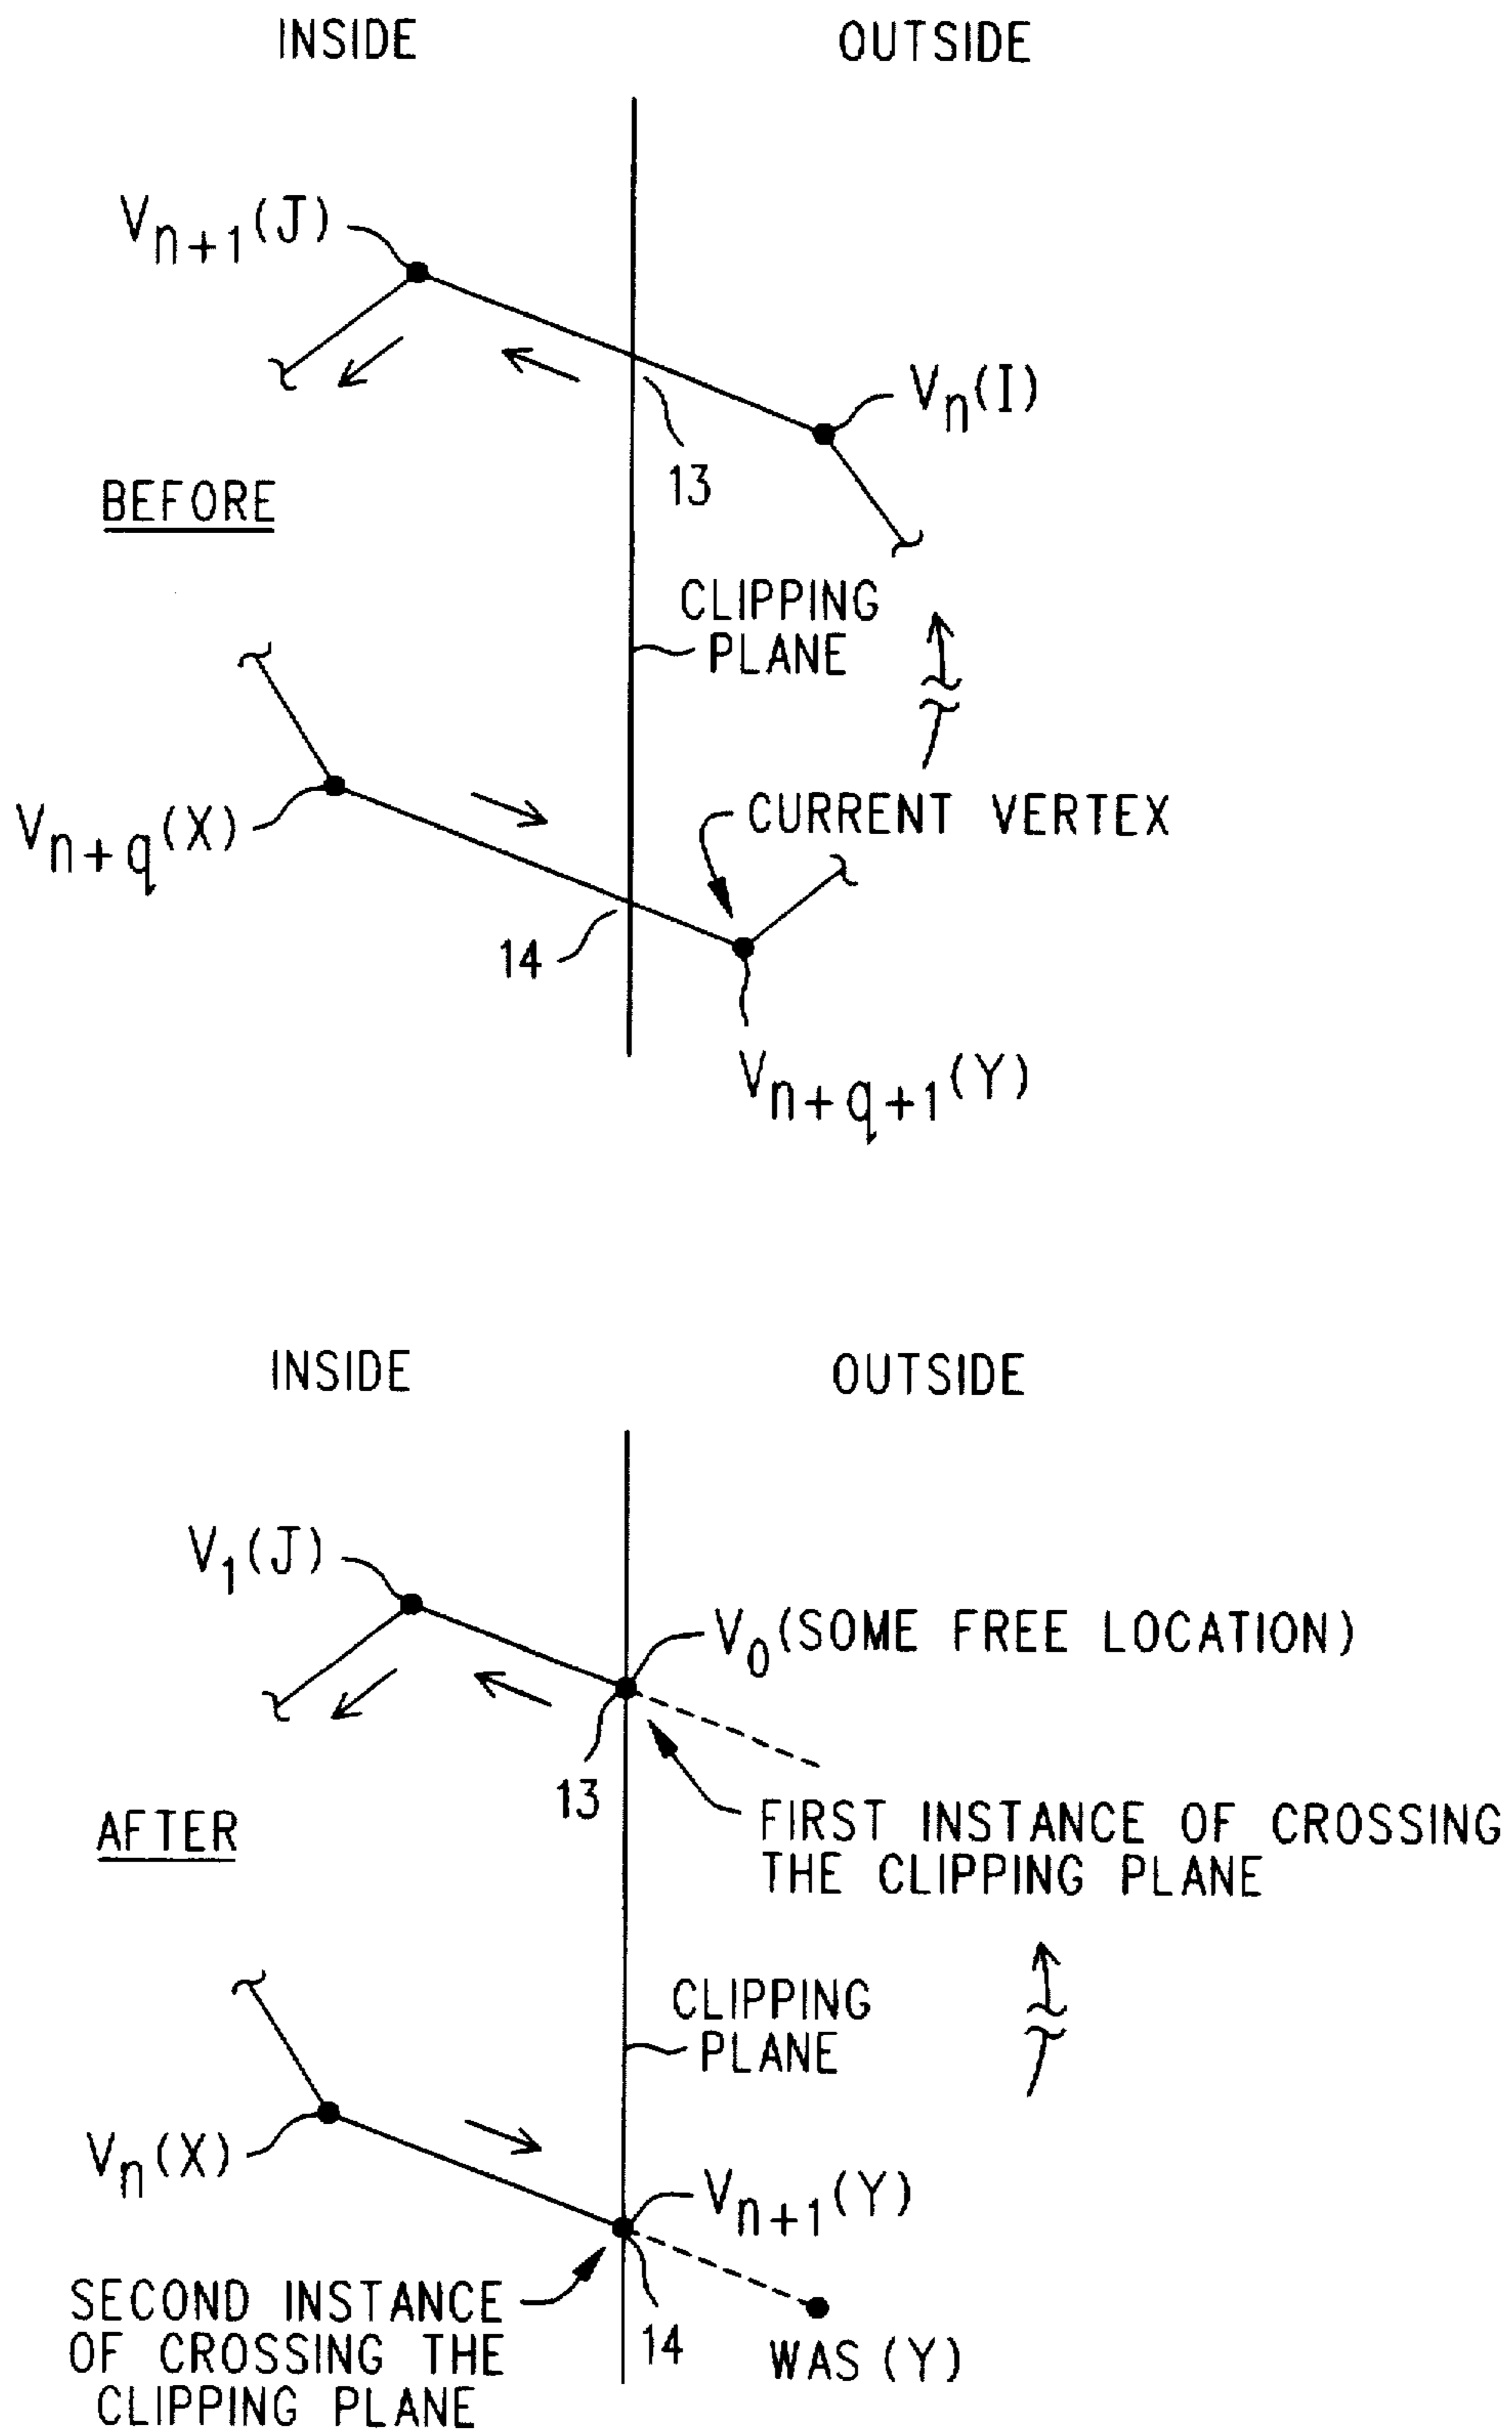 INSIDE OUTSIDE
Vn+1(J)
Vn(I)
13
BEFORE
CLIPPING
PLANE
Vn+q(X)
CURRENT VERTEX
14
Vn+q+1(Y)
INSIDE OUTSIDE
V1(J)
V0(SOME FREE LOCATION)
13
FIRST INSTANCE OF CROSSING
THE CLIPPING PLANE
AFTER
CLIPPING
PLANE
Vn(X)
Vn+1(Y)
SECOND INSTANCE
OF CROSSING THE
CLIPPING PLANE
14
WAS (Y)